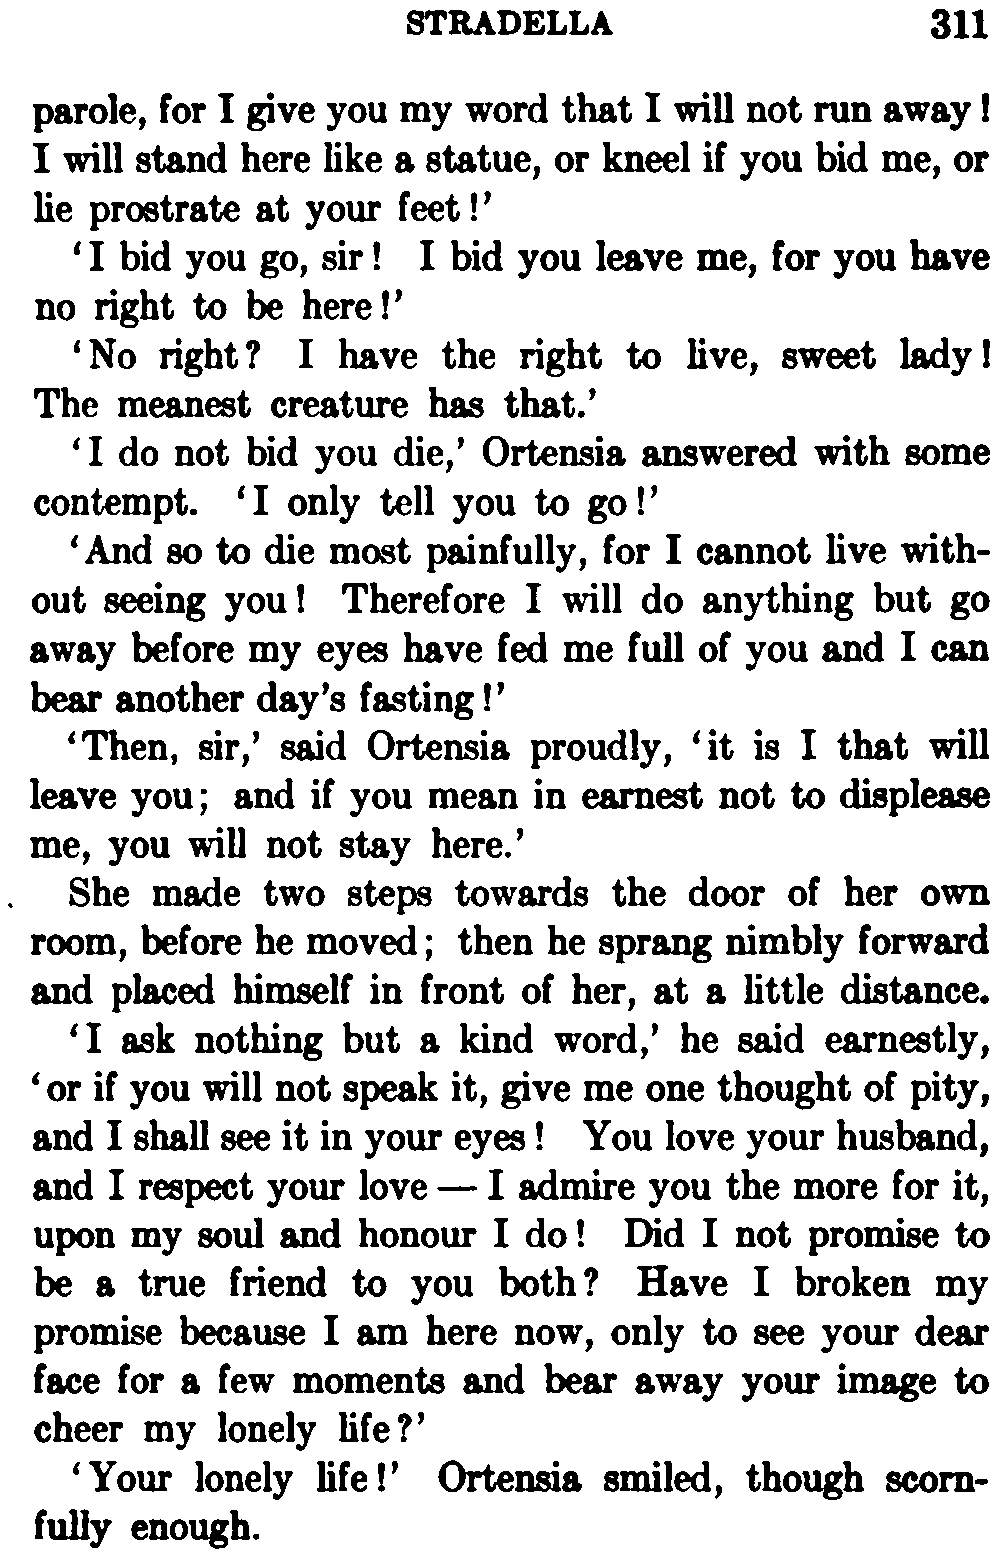 STRADELLA 311
parole, for I give you my word that I will not run away!
I will stand here like a statue, or kneel if you bid me, or
lie prostrate at your feet!’
‘I bid you go, sir! I bid you leave me, for you have
no right to be here!’
‘No right? I have the right to live, sweet lady!
The meanest creature has that.’
‘I do not bid you die,’ Ortensia answered with some
contempt. ‘I only tell you to go!’
‘And so to die most painfully, for I cannot live with-
out seeing you! Therefore I will do anything but go
away before my eyes have fed me full of you and I can
bear another day’s fasting!’
‘Then, sir,’ said Ortensia proudly, ‘it is I that will
leave you; and if you mean in earnest not to displease
me, you will not stay here.’
She made two steps towards the door of her own
room, before he moved; then he sprang nimbly forward
and placed himself in front of her, at a little distance.
‘I ask nothing but a kind word,’ he said earnestly,
‘or if you will not speak it, give me one thought of pity,
and I shall see it in your eyes! You love your husband,
and I respect your love — I admire you the more for it,
upon my soul and honour I do! Did I not promise to
be a true friend to you both? Have I broken my
promise because I am here now, only to see your dear
face for a few moments and bear away your image to
cheer my lonely life?’
‘Your lonely life!’ Ortensia smiled, though scorn-
fully enough.